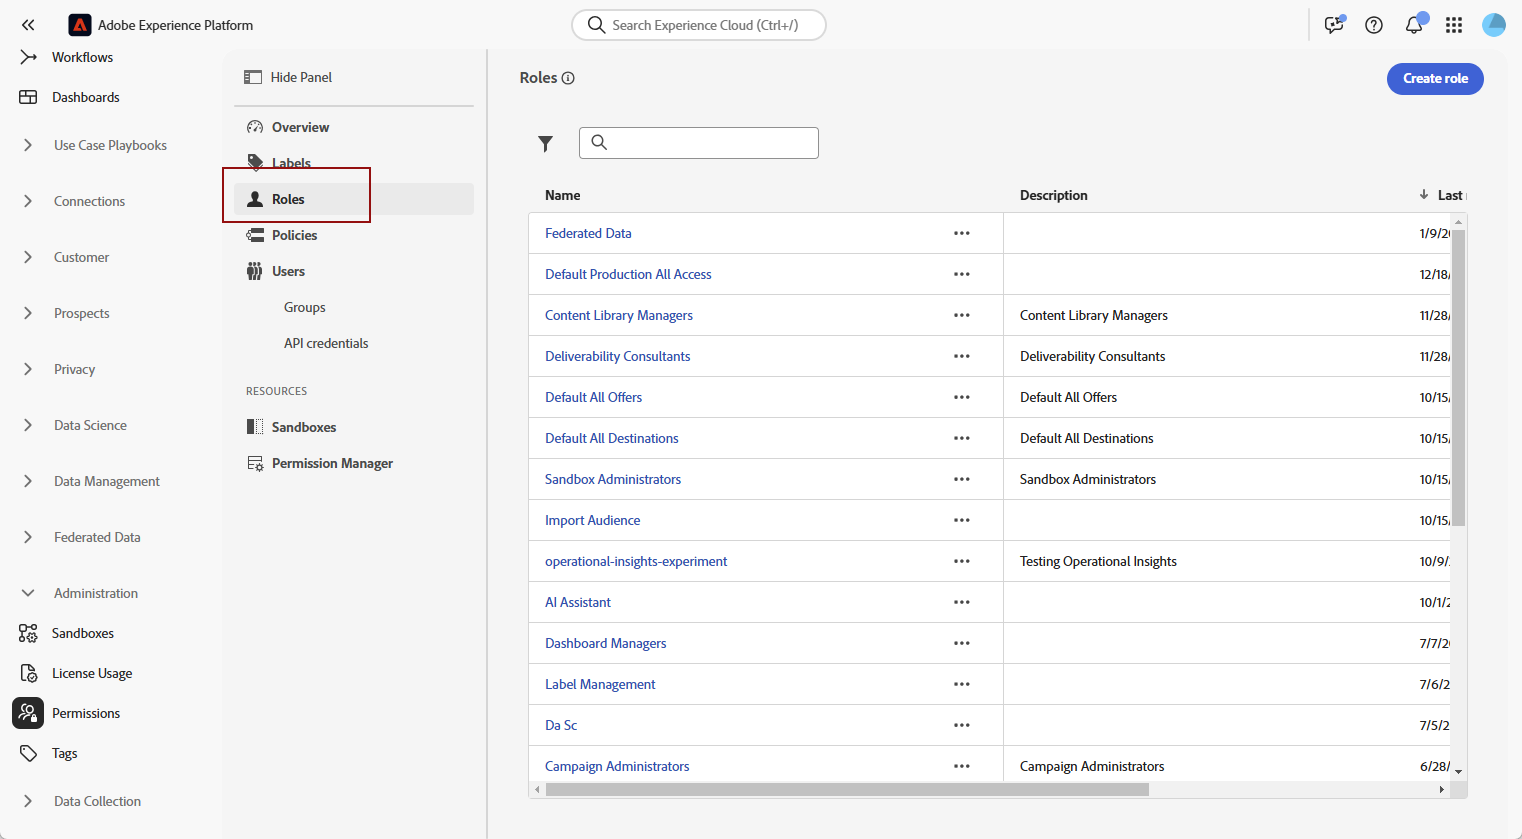 Adobe Experience Platform
Search Experience Cloud (Ctrl+/)
Workflows
Dashboards
Use Case Playbooks
Connections
Customer
Prospects
Privacy
Data Science
Data Management
Federated Data
Administration
Sandboxes
License Usage
Permissions
Tags
Data Collection
Hide Panel
Overview
Labels
Roles
Policies
Users
Groups
API credentials
RESOURCES
Sandboxes
Permission Manager
Roles
Create role
Name Description Last
Federated Data 1/9/2
Default Production All Access 12/18/
Content Library Managers Content Library Managers 11/28/
Deliverability Consultants Deliverability Consultants 11/28/
Default All Offers Default All Offers 10/15/
Default All Destinations Default All Destinations 10/15/
Sandbox Administrators Sandbox Administrators 10/15/
Import Audience 10/15/
operational-insights-experiment Testing Operational Insights 10/9/
AI Assistant 10/1/2
Dashboard Managers 7/7/2
Label Management 7/6/2
Da Sc 7/5/2
Campaign Administrators Campaign Administrators 6/28/